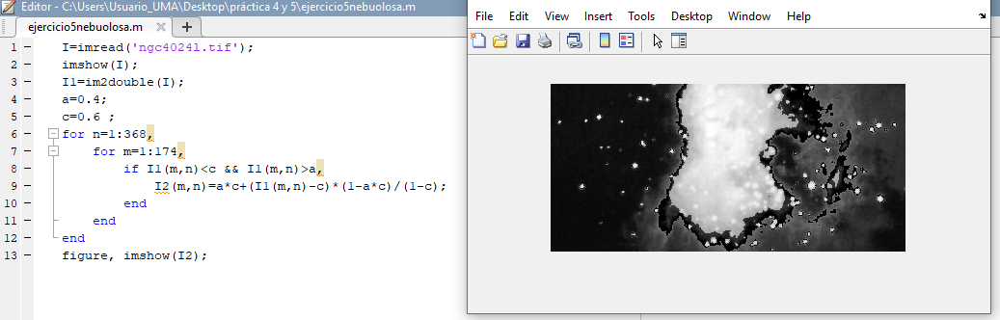 Editor - C:\Users\Usuario_UMA\Desktop\práctica 4 y 5\ejercicio5nebuolosa.m
ejercicio5nebuolosa.m × +
1 - I=imread('ngc4024l.tif');
2 - imshow(I);
3 - I1=im2double(I);
4 - a=0.4;
5 - c=0.6 ;
6 - for n=1:368,
7 - for m=1:174,
8 - if I1(m,n)<c && I1(m,n)>a,
9 - I2(m,n)=a*c+(I1(m,n)-c)*(1-a*c)/(1-c);
10 - end
11 - end
12 - end
13 - figure, imshow(I2);
File Edit View Insert Tools Desktop Window Help